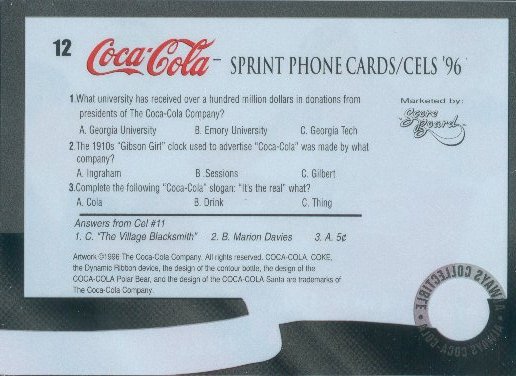 12 Coca-Cola SPRINT PHONE CARDS/CELS '96
Marketed by:
Score Board
1.What university has received over a hundred million dollars in donations from
presidents of The Coca-Cola Company?
A. Georgia University B. Emory University C. Georgia Tech
2.The 1910s "Gibson Girl" clock used to advertise "Coca-Cola" was made by what
company?
A. Ingraham B .Sessions C. Gilbert
3.Complete the following "Coca-Cola" slogan: "It's the real" what?
A. Cola B. Drink C. Thing
Answers from Cel #11
1. C. "The Village Blacksmith" 2. B. Marion Davies 3. A. 5¢
Artwork ©1996 The Coca-Cola Company. All rights reserved. COCA-COLA, COKE,
the Dynamic Ribbon device, the design of the contour bottle, the design of the
COCA-COLA Polar Bear, and the design of the COCA-COLA Santa are trademarks of
The Coca-Cola Company.
ALWAYS COLLECTIBLE
ALWAYS COCA-COLA